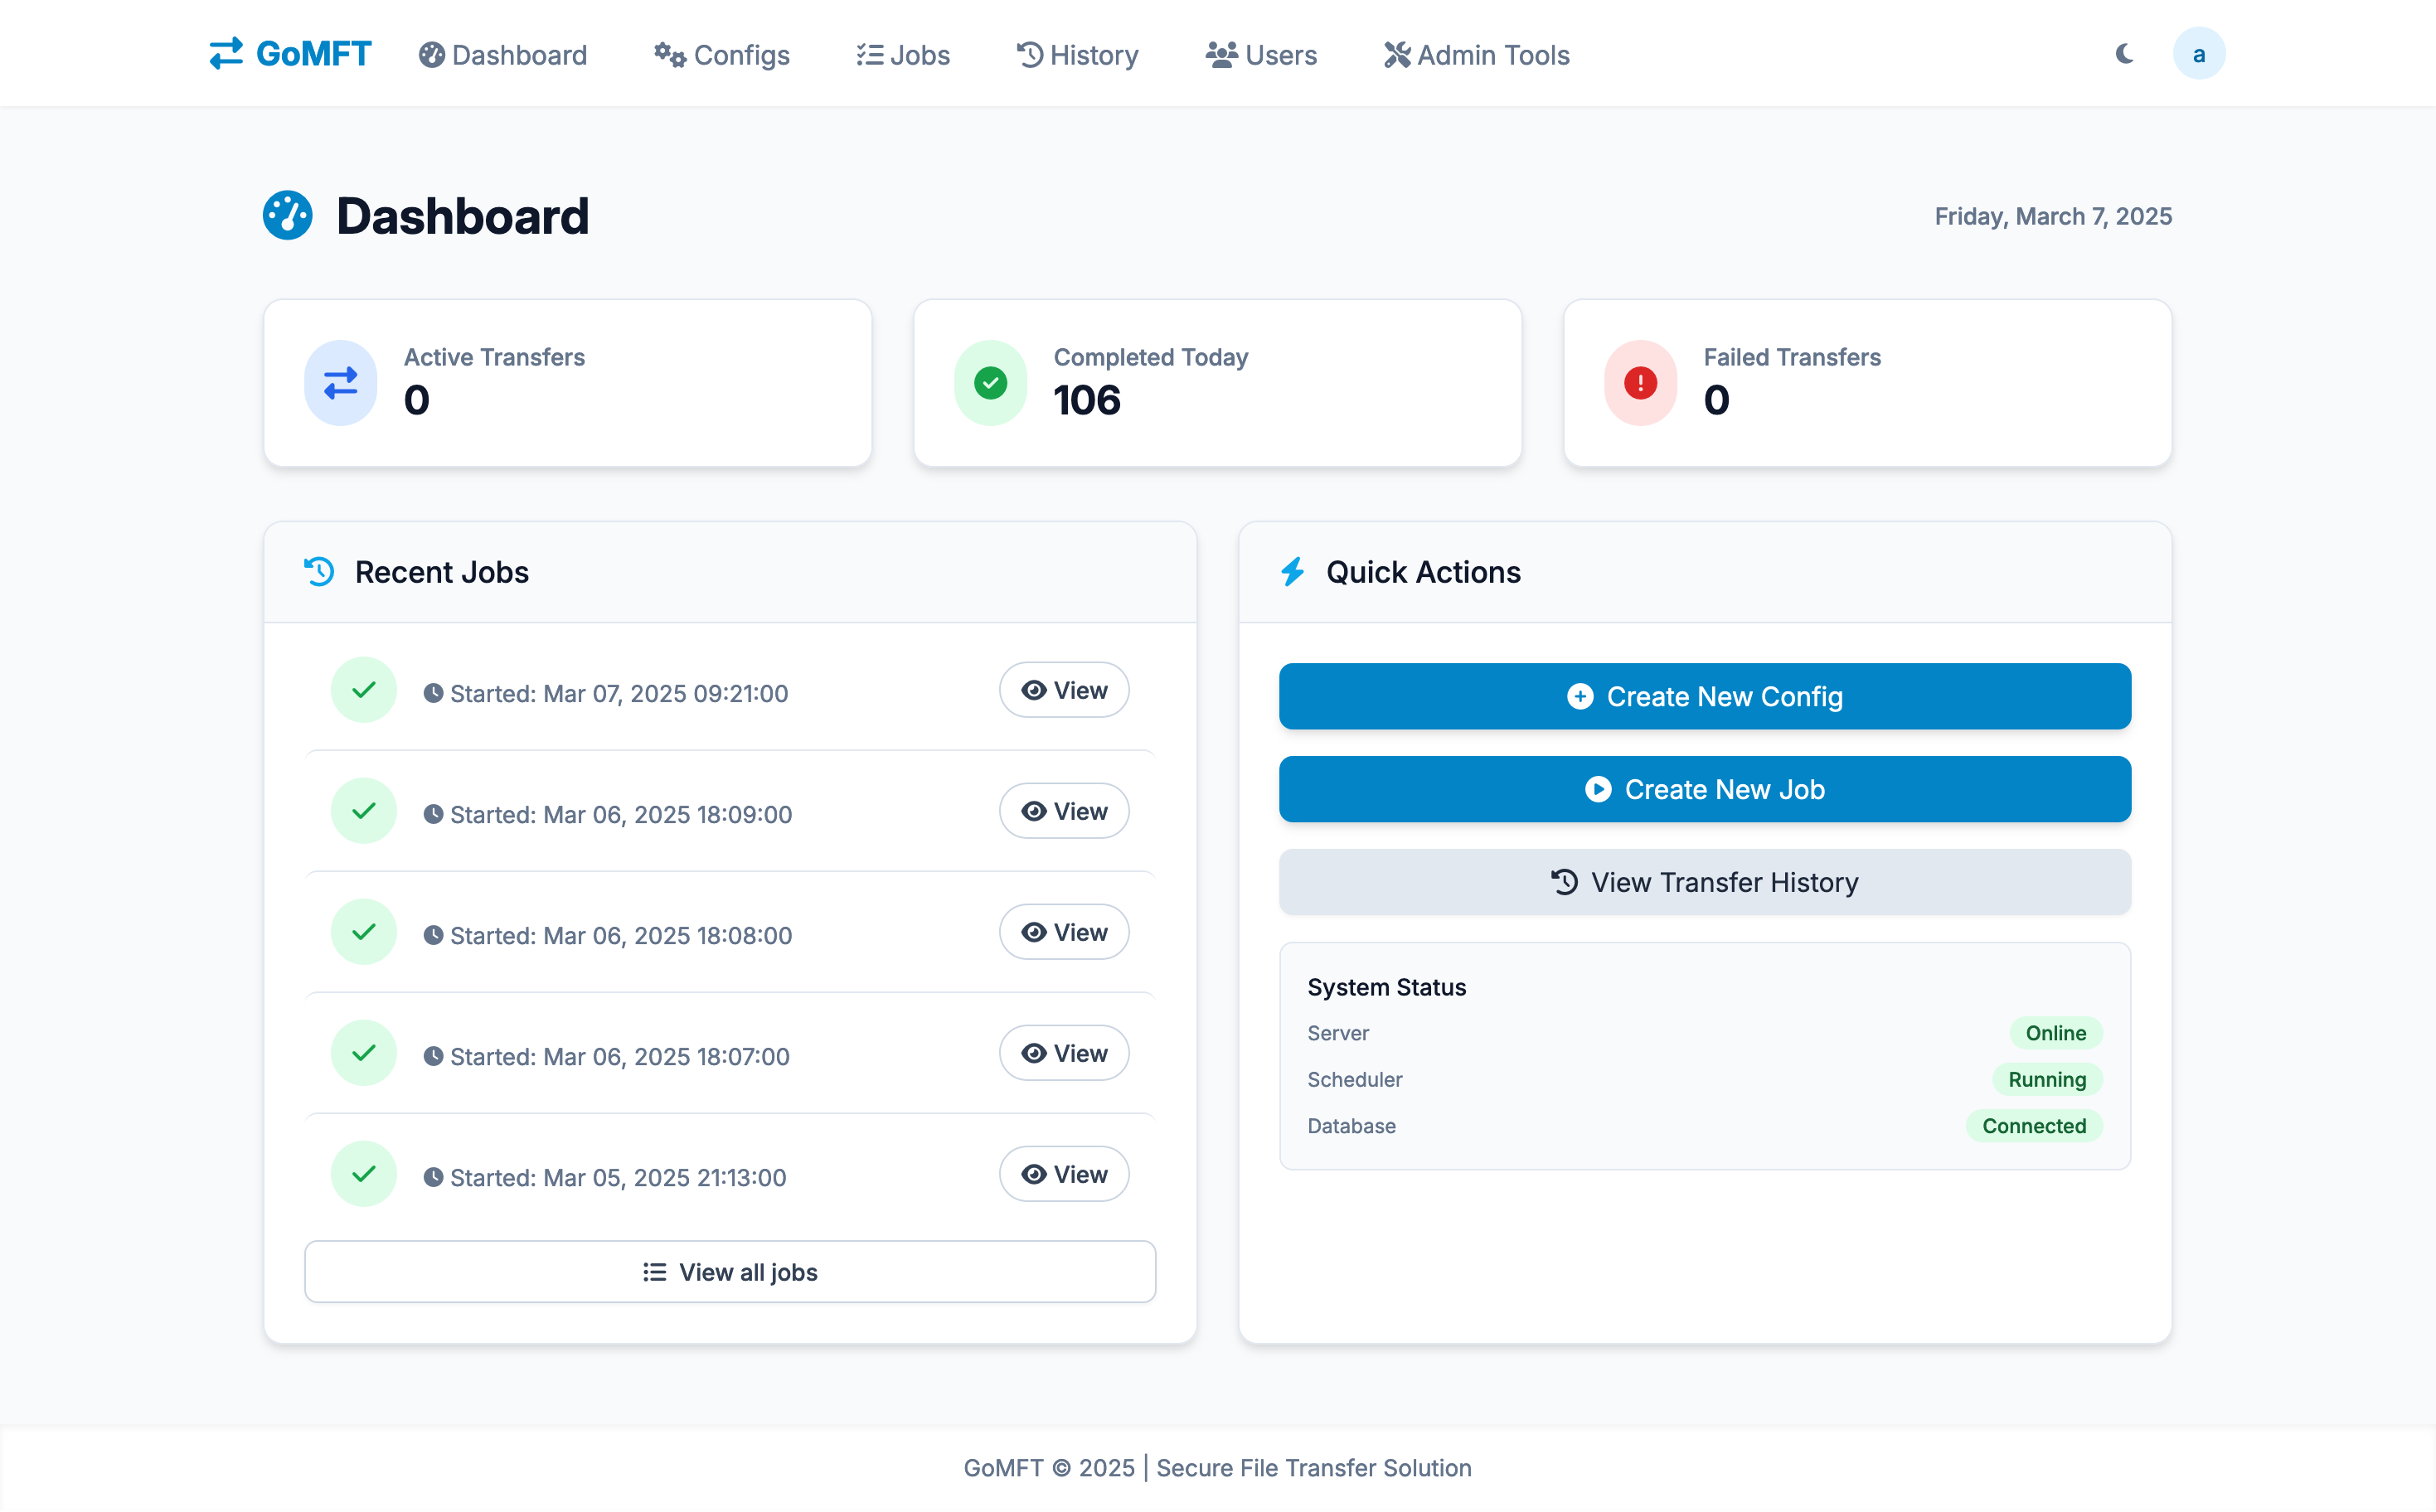 GoMFT
Dashboard
Configs
Jobs
History
Users
Admin Tools
a
Dashboard
Friday, March 7, 2025
Active Transfers
0
Completed Today
106
Failed Transfers
0
Recent Jobs
Started: Mar 07, 2025 09:21:00
View
Started: Mar 06, 2025 18:09:00
View
Started: Mar 06, 2025 18:08:00
View
Started: Mar 06, 2025 18:07:00
View
Started: Mar 05, 2025 21:13:00
View
View all jobs
Quick Actions
Create New Config
Create New Job
View Transfer History
System Status
Server
Online
Scheduler
Running
Database
Connected
GoMFT © 2025 | Secure File Transfer Solution